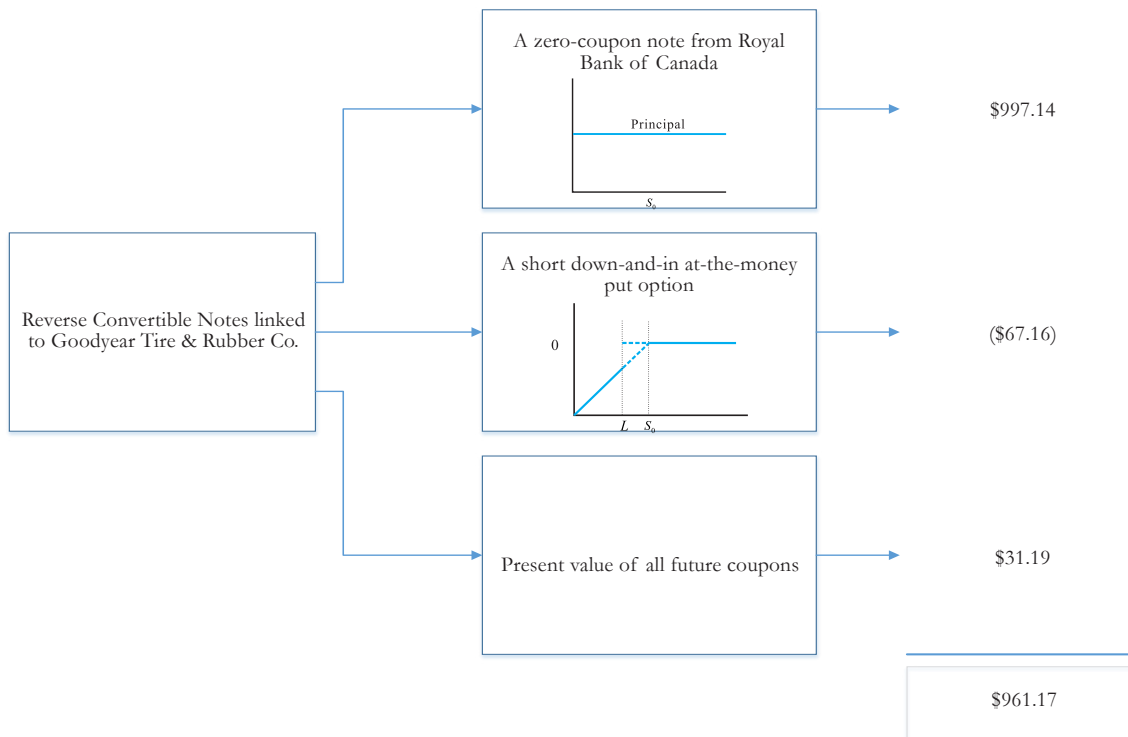 A zero-coupon note from Royal
Bank of Canada
Principal
S₀
$997.14
Reverse Convertible Notes linked
to Goodyear Tire & Rubber Co.
A short down-and-in at-the-money
put option
0
L S₀
($67.16)
Present value of all future coupons
$31.19
$961.17